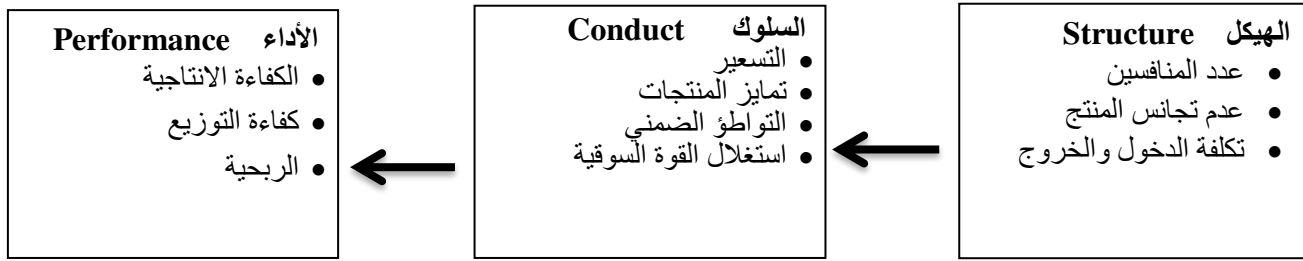 الهيكل Structure
• عدد المنافسين
• عدم تجانس المنتج
• تكلفة الدخول والخروج
السلوك Conduct
• التسعير
• تمايز المنتجات
• التواطؤ الضمني
• استغلال القوة السوقية
الأداء Performance
• الكفاءة الانتاجية
• كفاءة التوزيع
• الربحية